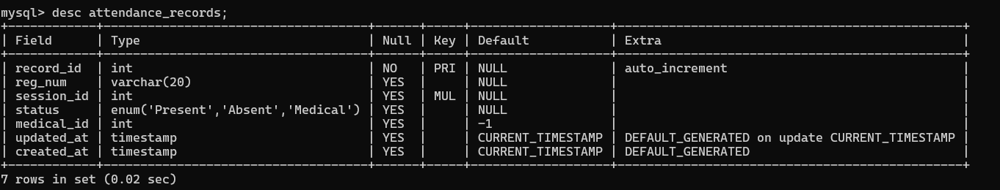 mysql> desc attendance_records;
+------------+------------------------------------+------+-----+-------------------+-----------------------------------------------+
| Field      | Type                               | Null | Key | Default           | Extra                                         |
+------------+------------------------------------+------+-----+-------------------+-----------------------------------------------+
| record_id  | int                                | NO   | PRI | NULL              | auto_increment                                |
| reg_num    | varchar(20)                        | YES  |     | NULL              |                                               |
| session_id | int                                | YES  | MUL | NULL              |                                               |
| status     | enum('Present','Absent','Medical') | YES  |     | NULL              |                                               |
| medical_id | int                                | YES  |     | -1                |                                               |
| updated_at | timestamp                          | YES  |     | CURRENT_TIMESTAMP | DEFAULT_GENERATED on update CURRENT_TIMESTAMP |
| created_at | timestamp                          | YES  |     | CURRENT_TIMESTAMP | DEFAULT_GENERATED                             |
+------------+------------------------------------+------+-----+-------------------+-----------------------------------------------+
7 rows in set (0.02 sec)